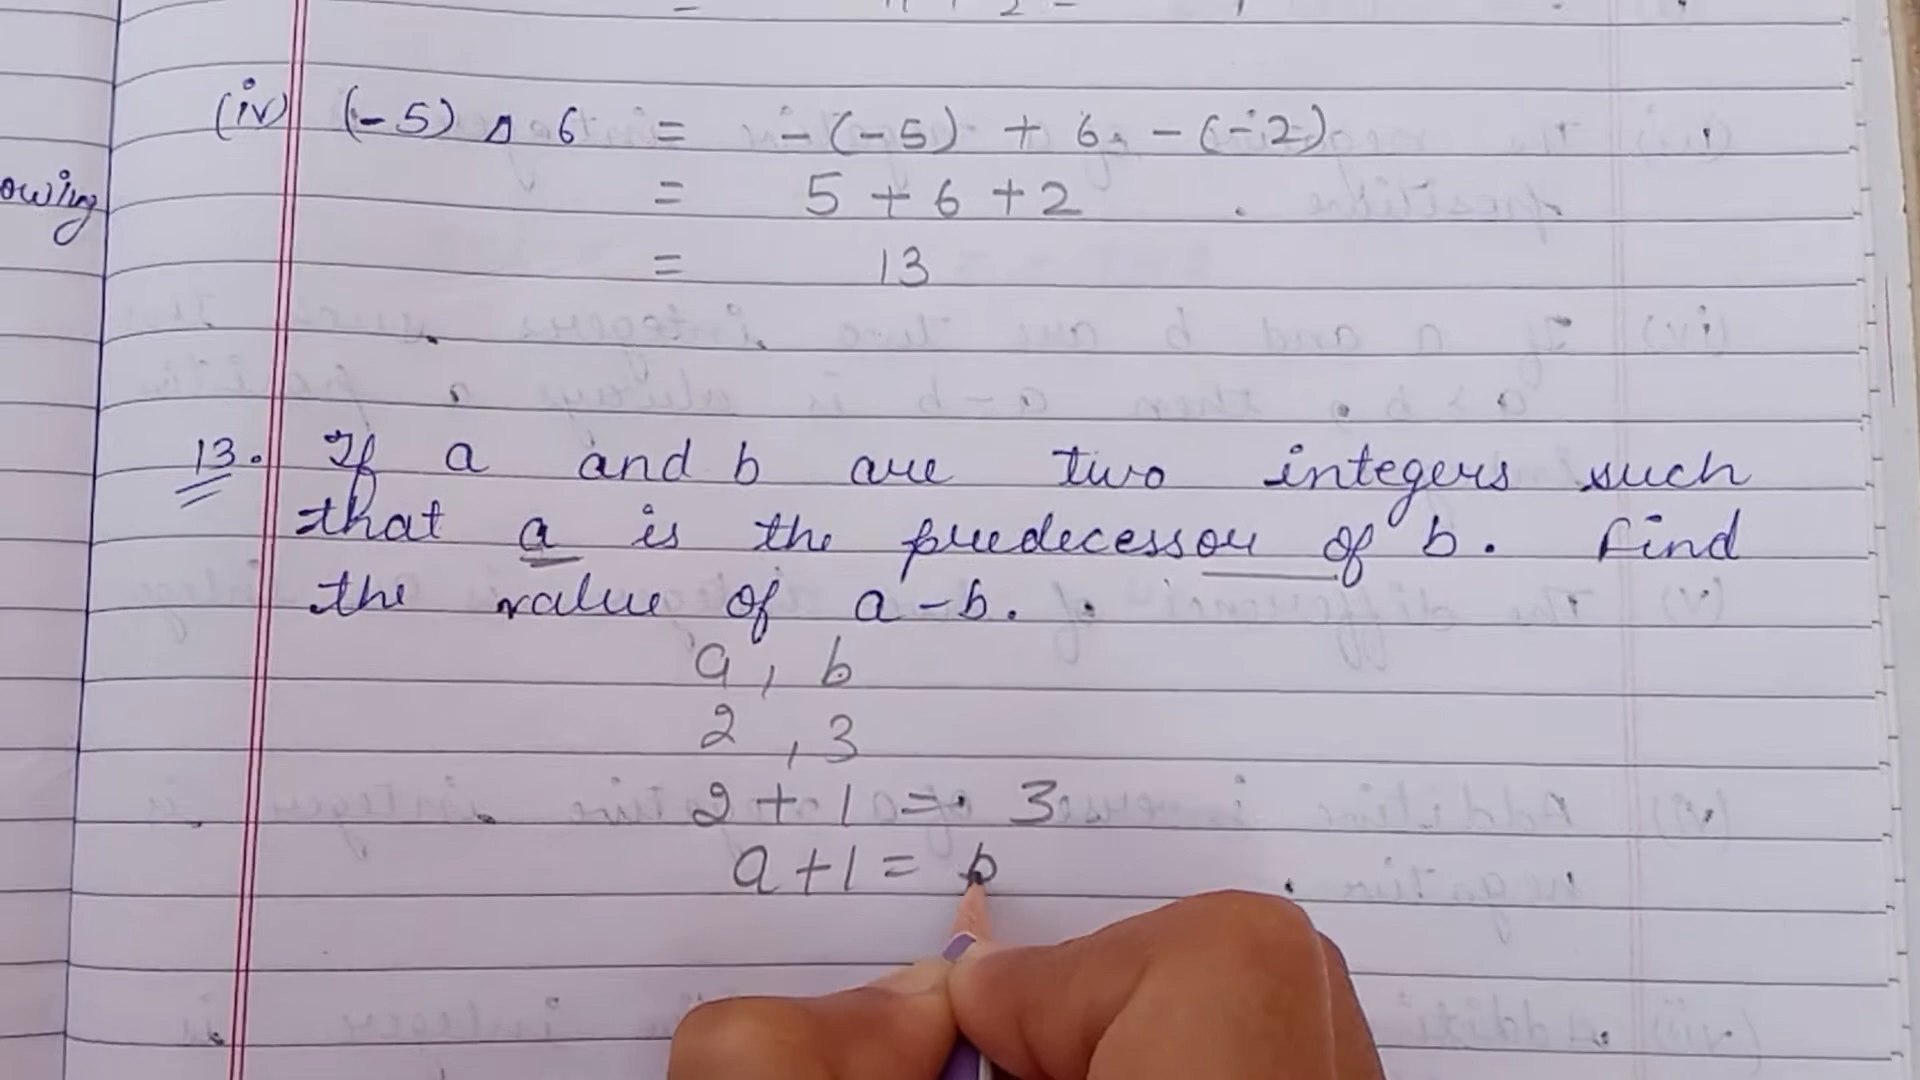 owing
(iv) (-5) △ 6 = -(-5) + 6 - (-2)
= 5 + 6 + 2
= 13
13. If a and b are two integers such
that a is the predecessor of b. Find
the value of a-b.
a, b
2, 3
2 + 1 = 3
a + 1 = b